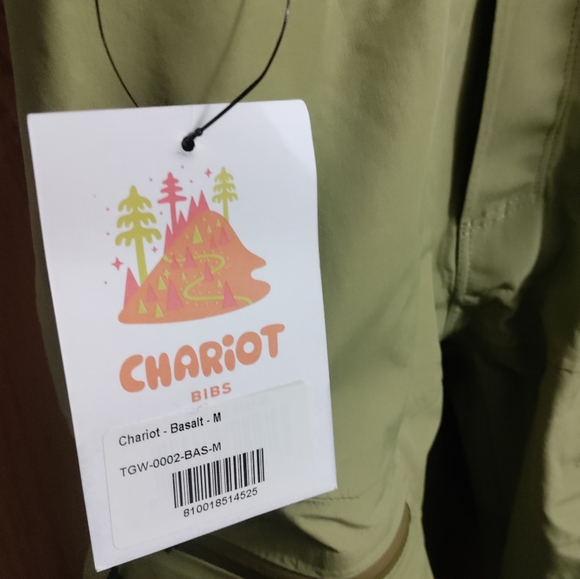 CHARiOT
BIBS
Chariot - Basalt - M
TGW-0002-BAS-M
810018514525